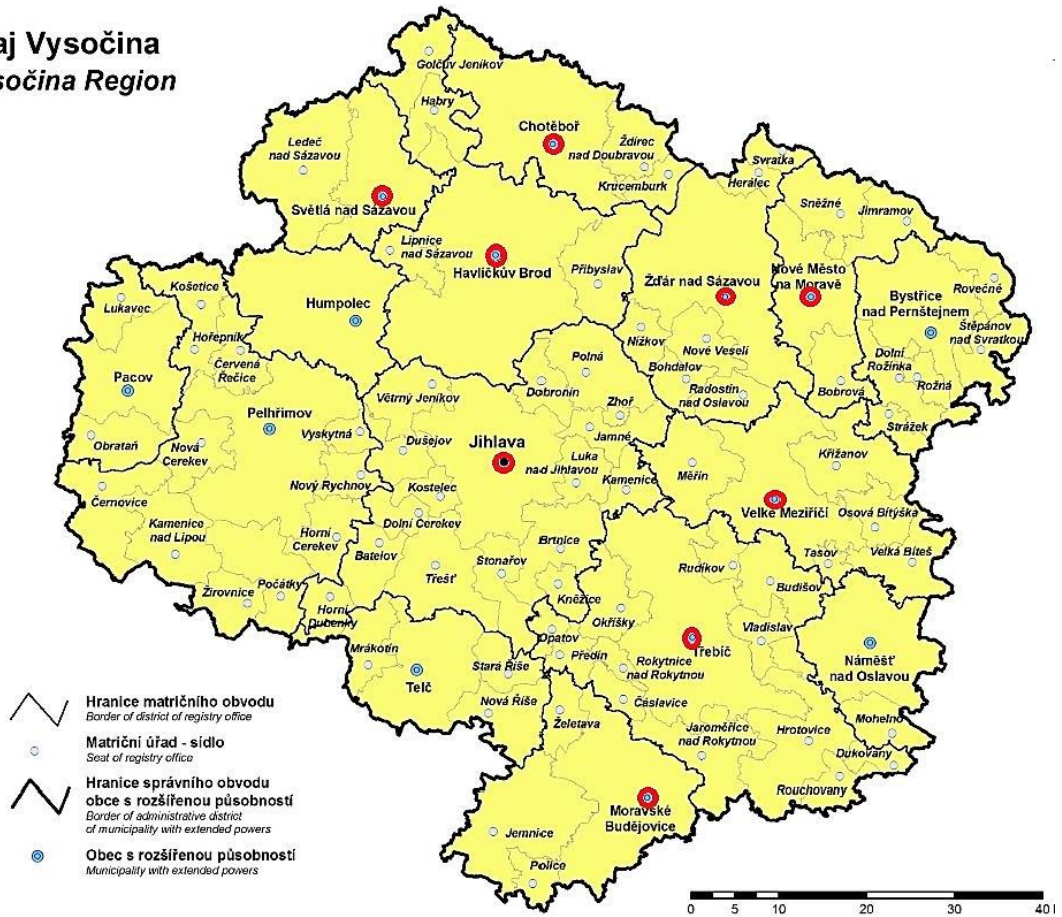 aj Vysočina
sočina Region
Golčův Jeníkov
Habry
Chotěboř
Ždírec
nad Doubravou
Krucemburk
Ledeč
nad Sázavou
Světlá nad Sázavou
Svratka
Herálec
Sněžné
Jimramov
Lipnice
nad Sázavou
Havlíčkův Brod
Přibyslav
Žďár nad Sázavou
Nové Město
na Moravě
Bystřice
nad Pernštejnem
Rovečné
Štěpánov
nad Svratkou
Košetice
Lukavec
Humpolec
Hořepník
Červená
Řečice
Nížkov
Nové Veselí
Bohdalov
Radostín
nad Oslavou
Dolní
Rožínka
Rožná
Bobrová
Strážek
Pacov
Pelhřimov
Vyskytná
Větrný Jeníkov
Polná
Dobronín
Zhoř
Jamné
Obrataň
Nová
Cerekev
Dušejov
Jihlava
Luka
nad Jihlavou
Kamenice
Měřín
Křižanov
Velké Meziříčí
Osová Bítýška
Černovice
Nový Rychnov
Kostelec
Dolní Cerekev
Kamenice
nad Lipou
Horní
Cerekev
Batelov
Třešť
Stonařov
Brtnice
Rudíkov
Tasov
Velká Bíteš
Budišov
Žirovnice
Počátky
Horní
Dubenky
Kněžice
Okříšky
Vladislav
Mrákotín
Telč
Stará Říše
Opatov
Předín
Třebíč
Rokytnice
nad Rokytnou
Náměšť
nad Oslavou
Nová Říše
Želetava
Čáslavice
Jaroměřice
nad Rokytnou
Hrotovice
Mohelno
Dukovany
Rouchovany
Moravské
Budějovice
Jemnice
Police
Hranice matričního obvodu
Border of district of registry office
Matriční úřad - sídlo
Seat of registry office
Hranice správního obvodu
obce s rozšířenou působností
Border of administrative district
of municipality with extended powers
Obec s rozšířenou působností
Municipality with extended powers
0 5 10 20 30 40